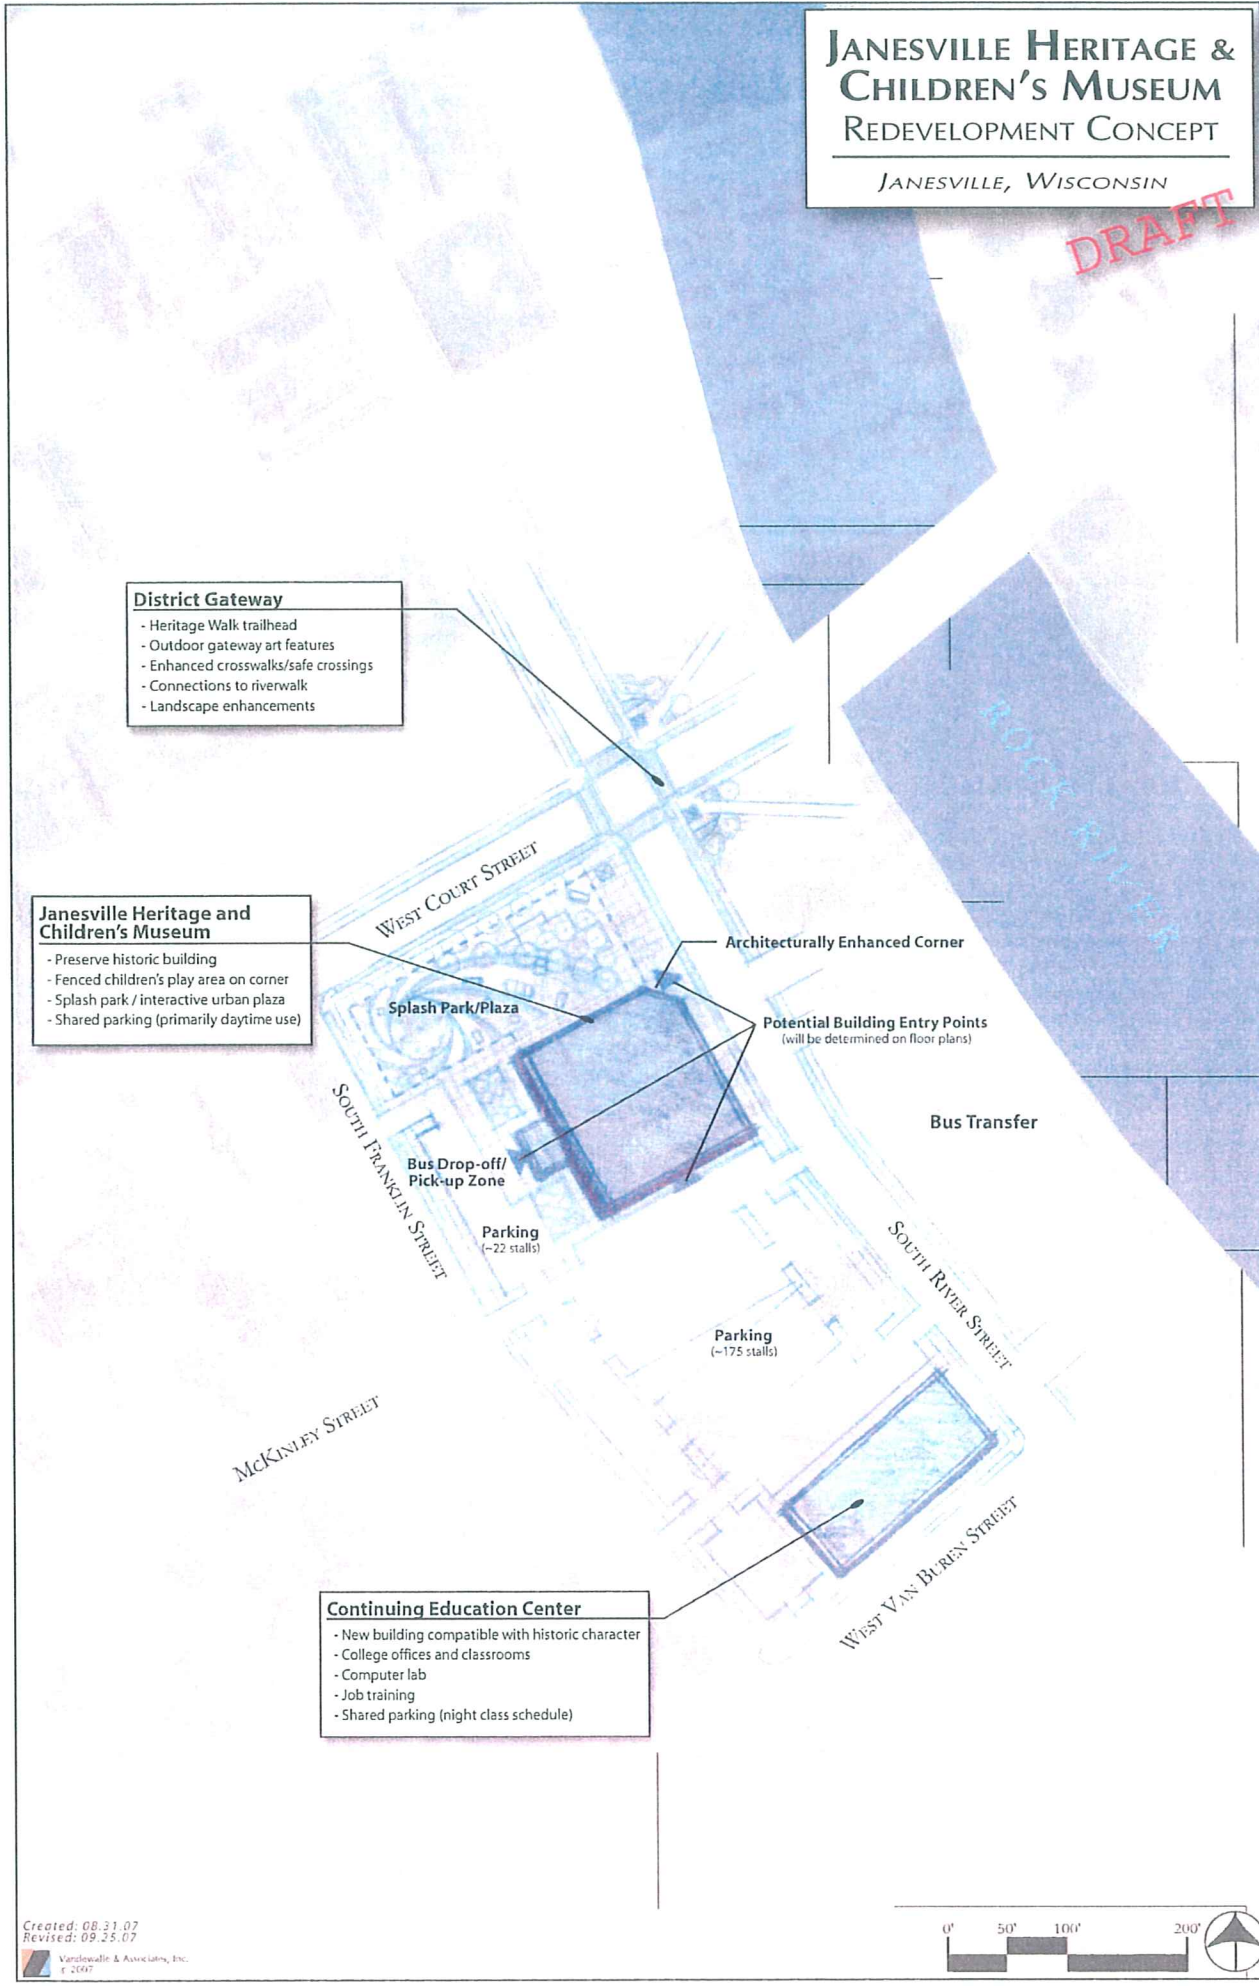 JANESVILLE HERITAGE &
CHILDREN'S MUSEUM
REDEVELOPMENT CONCEPT
JANESVILLE, WISCONSIN
DRAFT
District Gateway
- Heritage Walk trailhead
- Outdoor gateway art features
- Enhanced crosswalks/safe crossings
- Connections to riverwalk
- Landscape enhancements
ROCK RIVER
WEST COURT STREET
Janesville Heritage and
Children's Museum
- Preserve historic building
- Fenced children's play area on corner
- Splash park / interactive urban plaza
- Shared parking (primarily daytime use)
Architecturally Enhanced Corner
Splash Park/Plaza
Potential Building Entry Points
(will be determined on floor plans)
SOUTH FRANKLIN STREET
Bus Transfer
Bus Drop-off/
Pick-up Zone
Parking
(~22 stalls)
SOUTH RIVER STREET
Parking
(~175 stalls)
MCKINLEY STREET
WEST VAN BUREN STREET
Continuing Education Center
- New building compatible with historic character
- College offices and classrooms
- Computer lab
- Job training
- Shared parking (night class schedule)
Created: 08.31.07
Revised: 09.25.07
Vandewalle & Associates, Inc.
© 2007
0' 50' 100' 200'